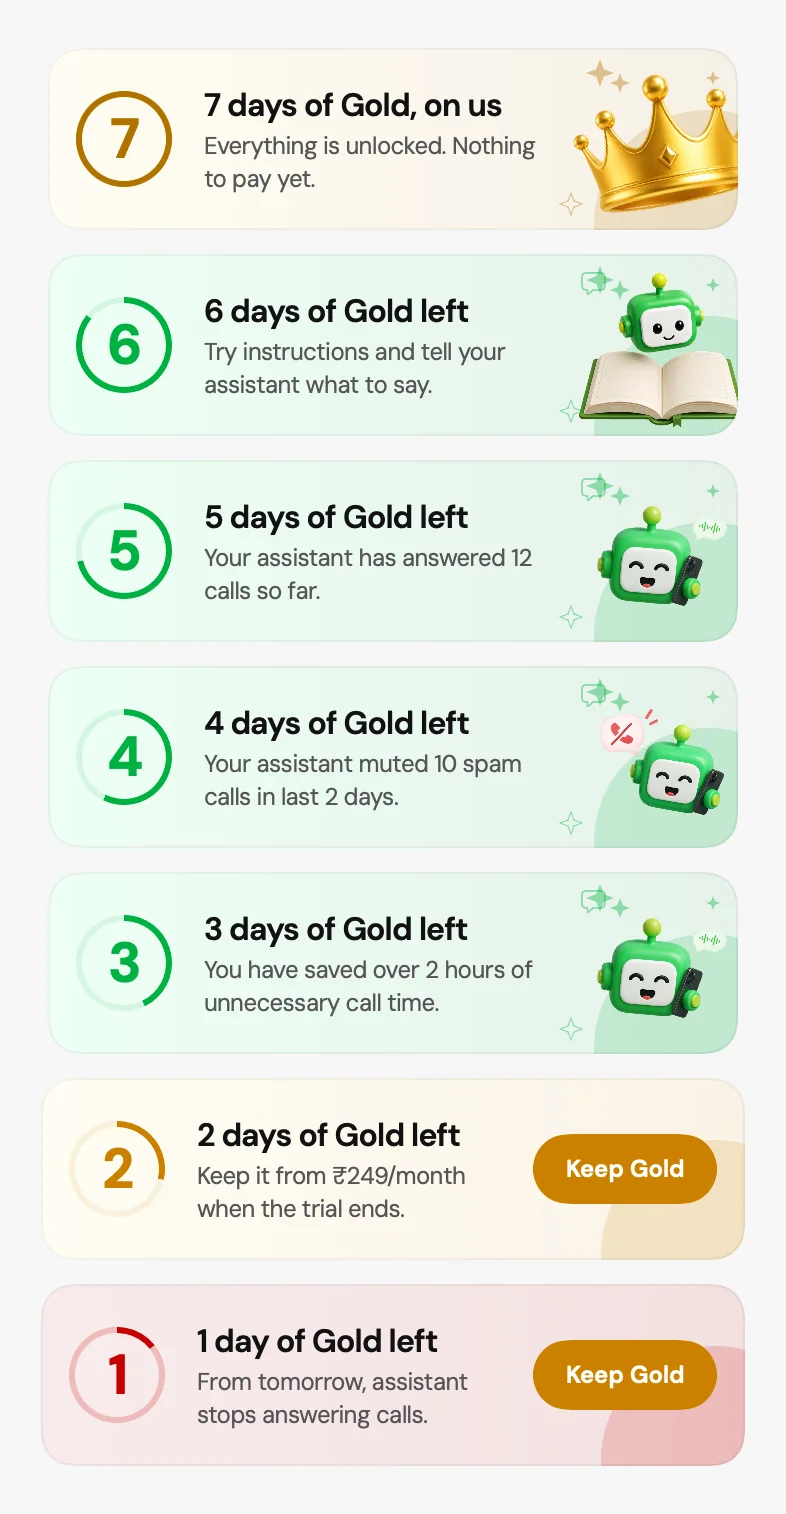 7
7 days of Gold, on us
Everything is unlocked. Nothing
to pay yet.
6
6 days of Gold left
Try instructions and tell your
assistant what to say.
5
5 days of Gold left
Your assistant has answered 12
calls so far.
4
4 days of Gold left
Your assistant muted 10 spam
calls in last 2 days.
3
3 days of Gold left
You have saved over 2 hours of
unnecessary call time.
2
2 days of Gold left
Keep it from ₹249/month
when the trial ends.
Keep Gold
1
1 day of Gold left
From tomorrow, assistant
stops answering calls.
Keep Gold